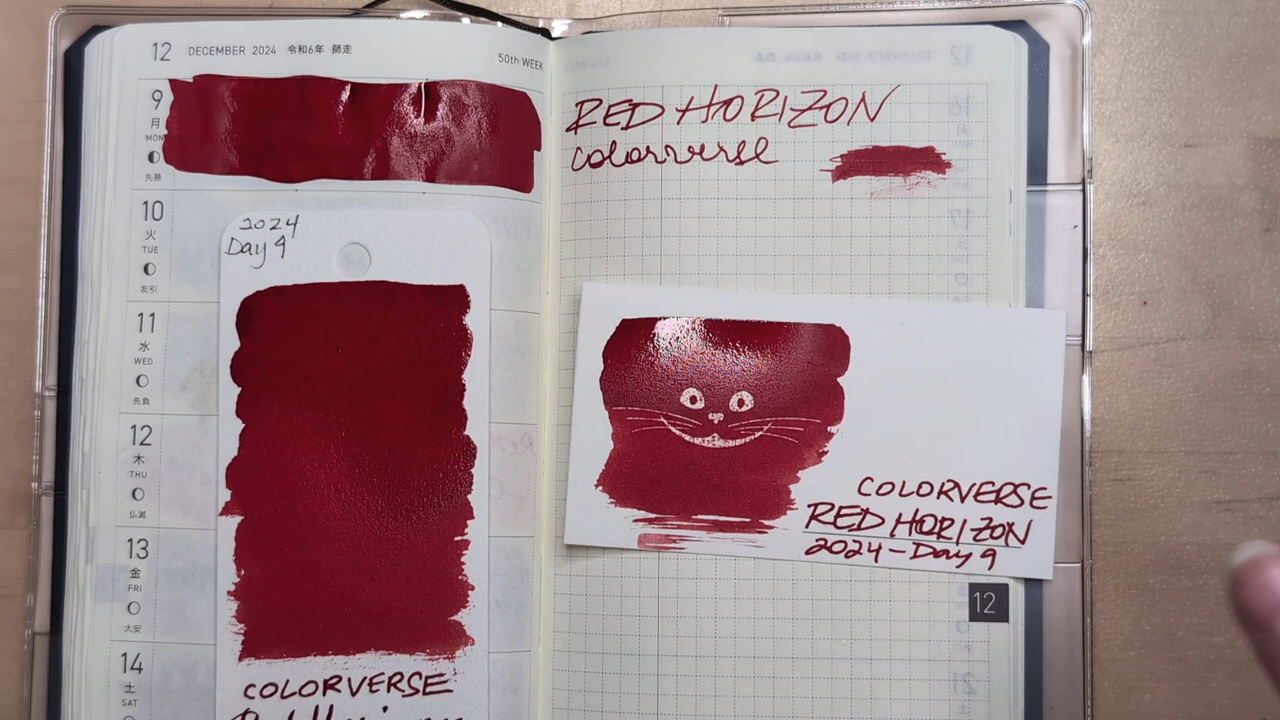 12 DECEMBER 2024 令和6年 師走
50th WEEK
9
月
MON
先勝
10
火
TUE
友引
11
水
WED
先負
12
木
THU
仏滅
13
金
FRI
大安
14
土
SAT
2024
Day 9
COLORVERSE
Red Horizon
RED HORIZON
colorverse
COLORVERSE
RED HORIZON
2024 - Day 9
12